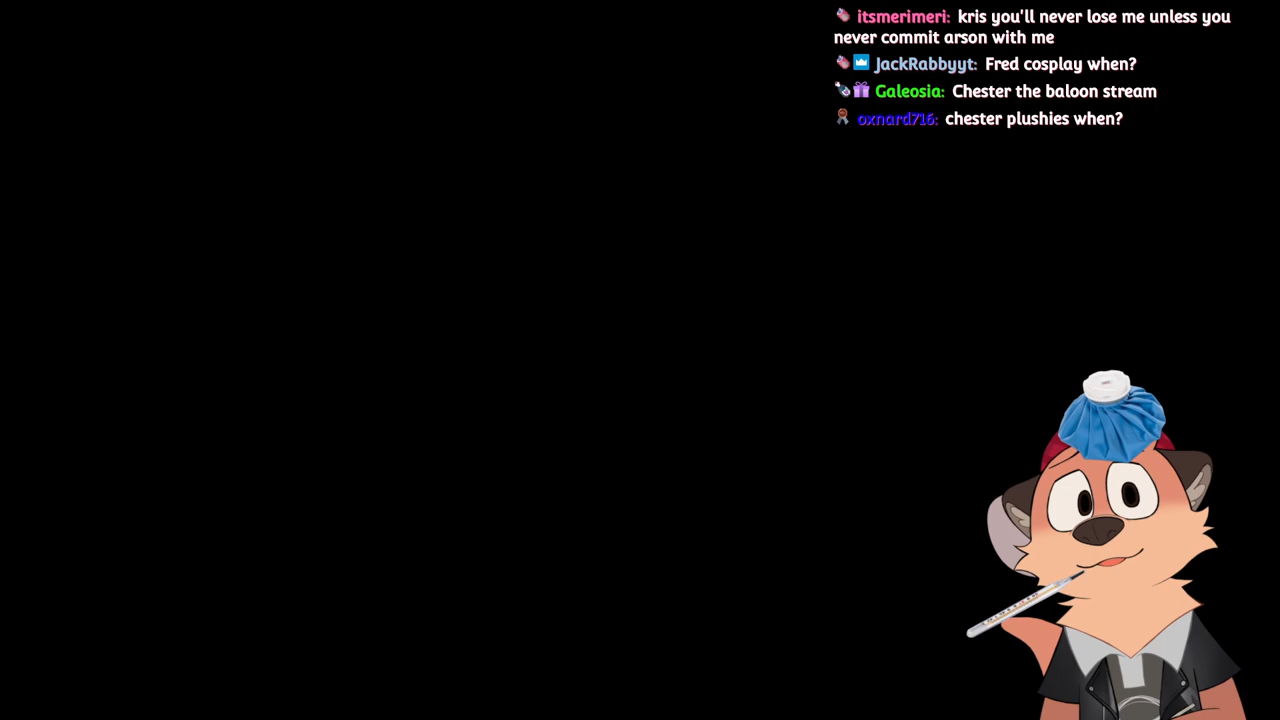 itsmerimeri: kris you'll never lose me unless you
never commit arson with me
JackRabbyyt: Fred cosplay when?
Galeosia: Chester the baloon stream
oxnard716: chester plushies when?